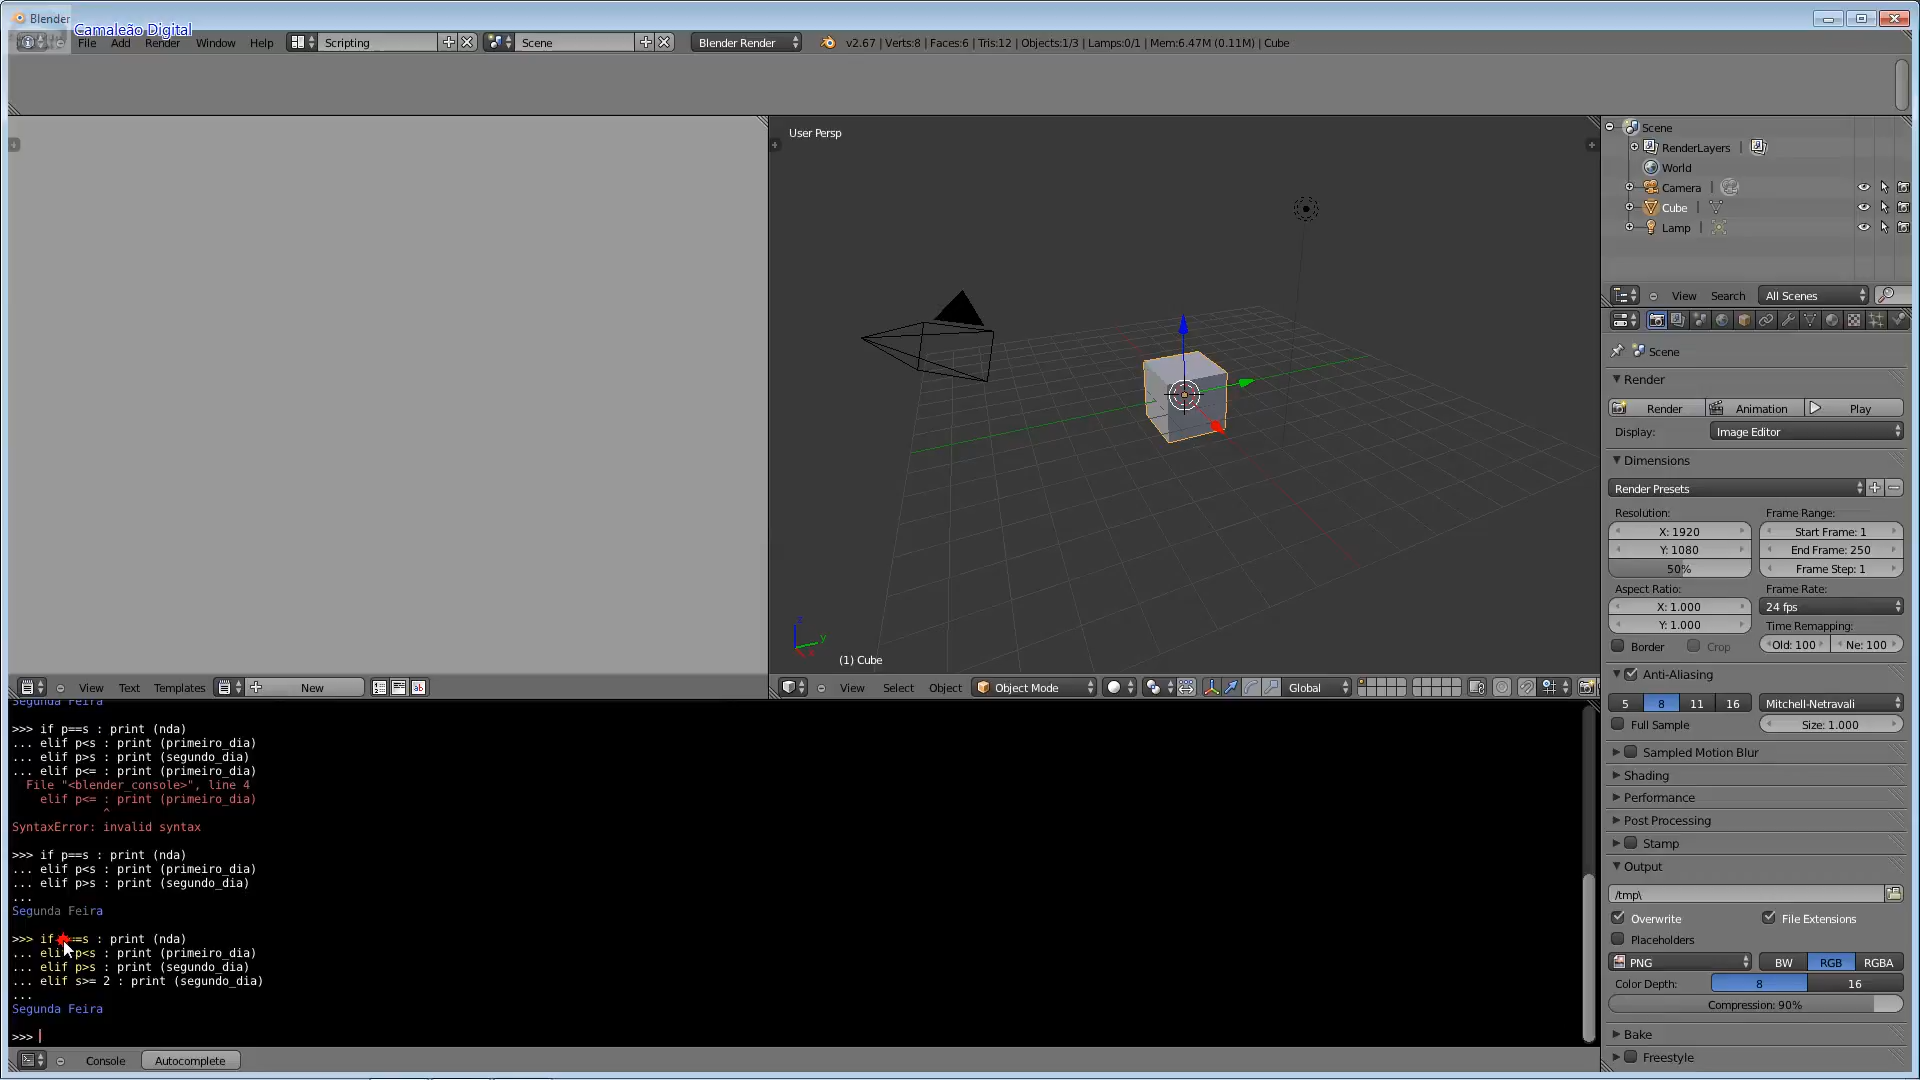 Blender
Camaleão Digital
File Add Render Window Help Scripting Scene Blender Render v2.67 | Verts:8 | Faces:6 | Tris:12 | Objects:1/3 | Lamps:0/1 | Mem:6.47M (0.11M) | Cube
User Persp
(1) Cube
View Text Templates New
View Select Object Object Mode Global
Scene
RenderLayers
World
Camera
Cube
Lamp
View Search All Scenes
Scene
Render
Render Animation Play
Display: Image Editor
Dimensions
Render Presets
Resolution: Frame Range:
X: 1920 Start Frame: 1
Y: 1080 End Frame: 250
50% Frame Step: 1
Aspect Ratio: Frame Rate:
X: 1.000 24 fps
Y: 1.000 Time Remapping:
Border Crop Old: 100 Ne: 100
Anti-Aliasing
5 8 11 16 Mitchell-Netravali
Full Sample Size: 1.000
Sampled Motion Blur
Shading
Performance
Post Processing
Stamp
Output
/tmp\
Overwrite File Extensions
Placeholders
PNG BW RGB RGBA
Color Depth: 8 16
Compression: 90%
Bake
Freestyle
Segunda Feira
>>> if p==s : print (nda)
... elif p<s : print (primeiro_dia)
... elif p>s : print (segundo_dia)
... elif p<= : print (primeiro_dia)
File "<blender_console>", line 4
elif p<= : print (primeiro_dia)
^
SyntaxError: invalid syntax
>>> if p==s : print (nda)
... elif p<s : print (primeiro_dia)
... elif p>s : print (segundo_dia)
...
Segunda Feira
>>> if ==s : print (nda)
... elif p<s : print (primeiro_dia)
... elif p>s : print (segundo_dia)
... elif s>= 2 : print (segundo_dia)
...
Segunda Feira
>>>
Console Autocomplete